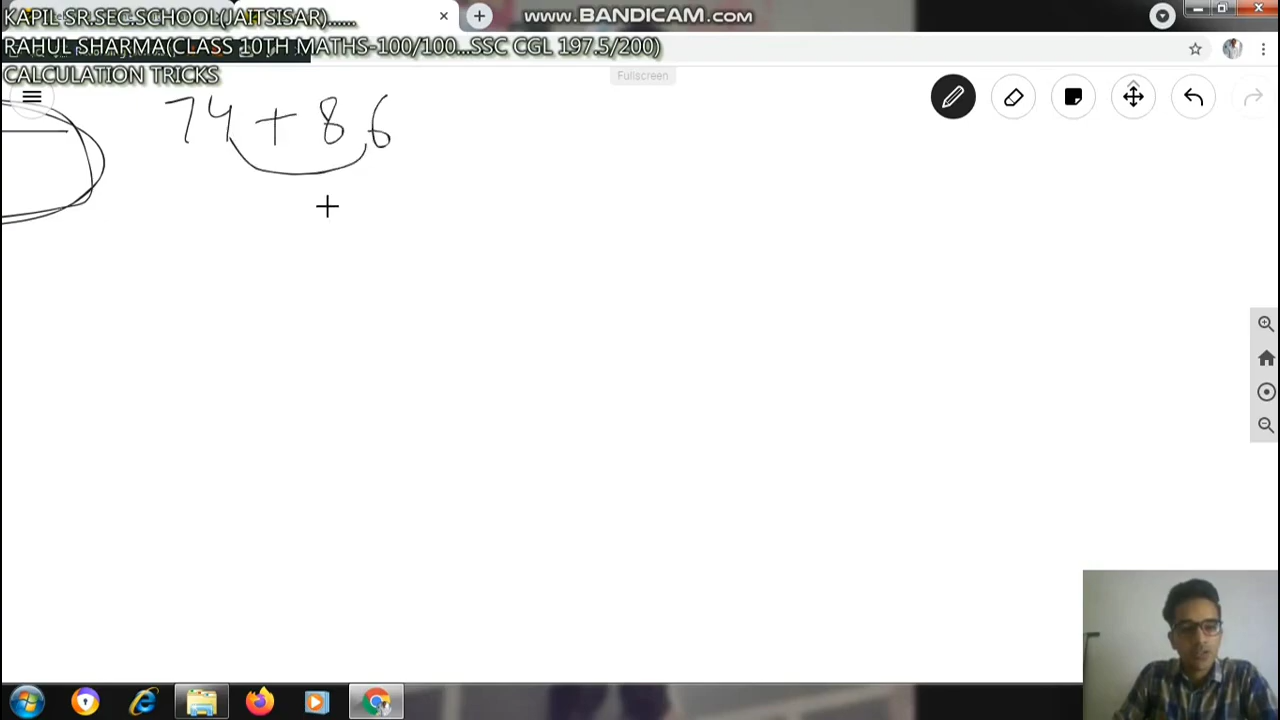 KAPIL SR.SEC.SCHOOL(JAITSISAR)......
www.BANDICAM.com
RAHUL SHARMA(CLASS 10TH MATHS-100/100...SSC CGL 197.5/200)
CALCULATION TRICKS
Fullscreen
74 + 86